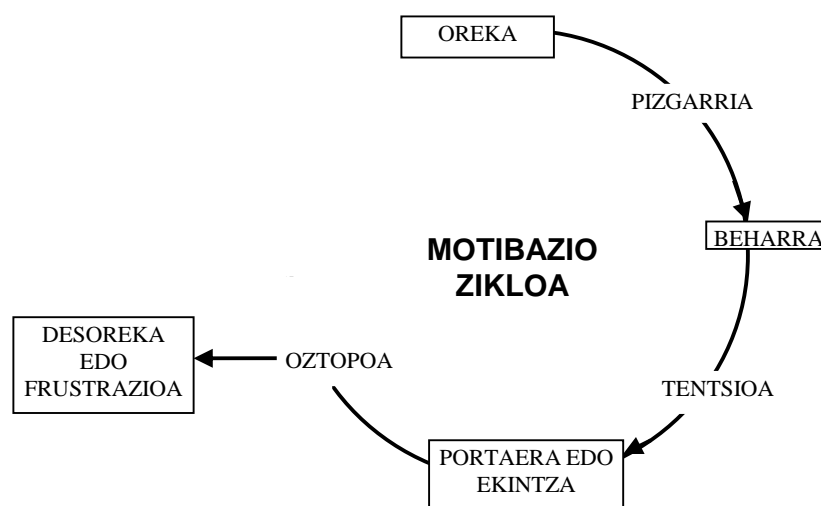 OREKA
PIZGARRIA
BEHARRA
MOTIBAZIO
ZIKLOA
DESOREKA
EDO
FRUSTRAZIOA
OZTOPOA
TENTSIOA
PORTAERA EDO
EKINTZA